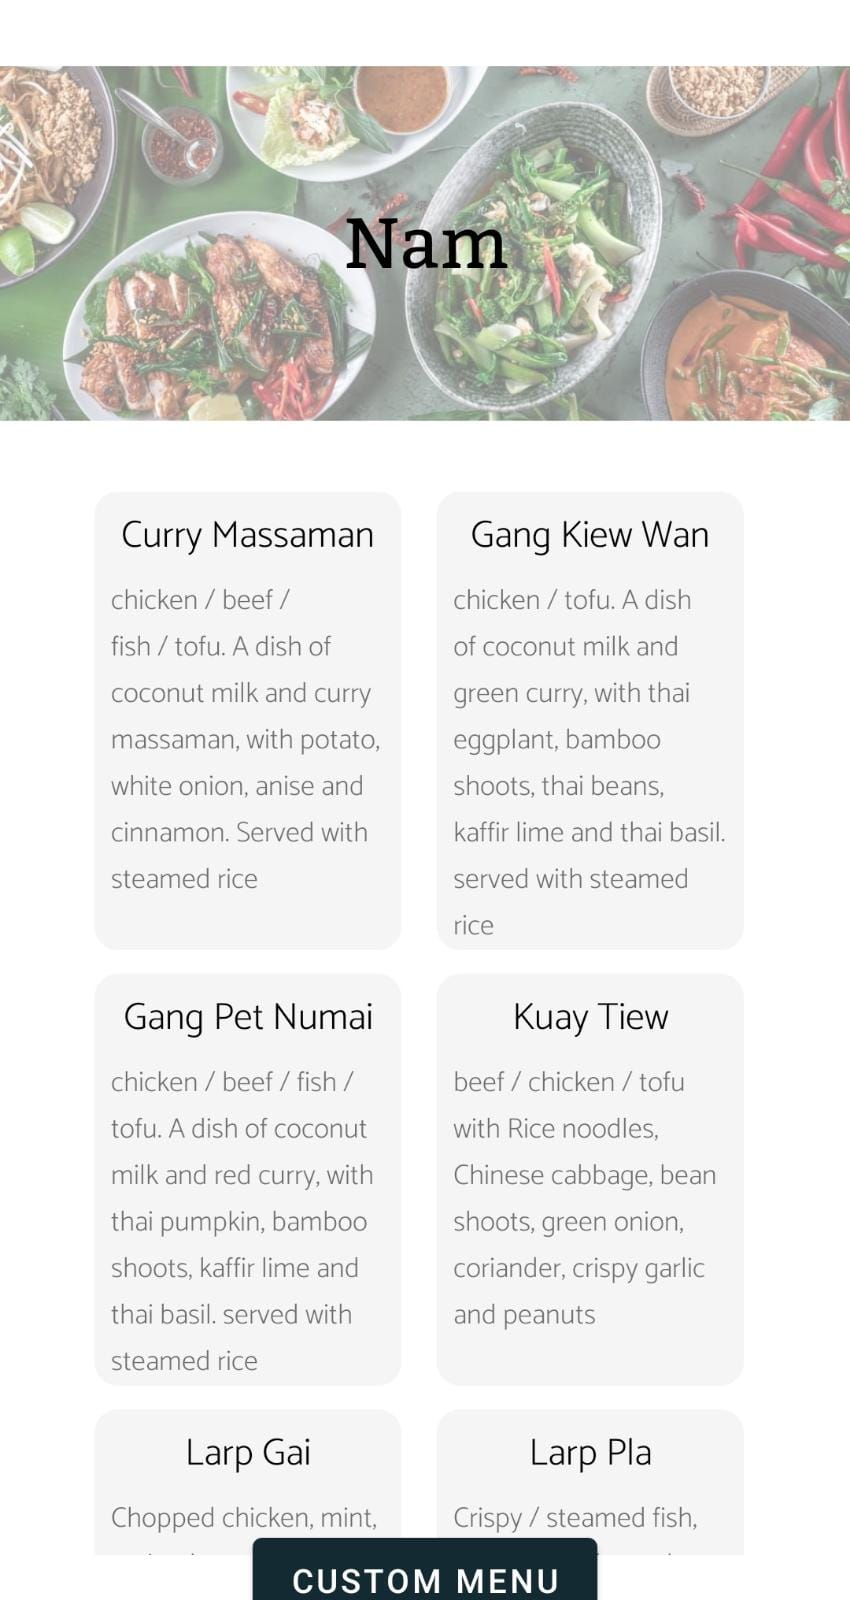 Nam
Curry Massaman
chicken / beef /
fish / tofu. A dish of
coconut milk and curry
massaman, with potato,
white onion, anise and
cinnamon. Served with
steamed rice
Gang Kiew Wan
chicken / tofu. A dish
of coconut milk and
green curry, with thai
eggplant, bamboo
shoots, thai beans,
kaffir lime and thai basil.
served with steamed
rice
Gang Pet Numai
chicken / beef / fish /
tofu. A dish of coconut
milk and red curry, with
thai pumpkin, bamboo
shoots, kaffir lime and
thai basil. served with
steamed rice
Kuay Tiew
beef / chicken / tofu
with Rice noodles,
Chinese cabbage, bean
shoots, green onion,
coriander, crispy garlic
and peanuts
Larp Gai
Chopped chicken, mint,
Larp Pla
Crispy / steamed fish,
CUSTOM MENU